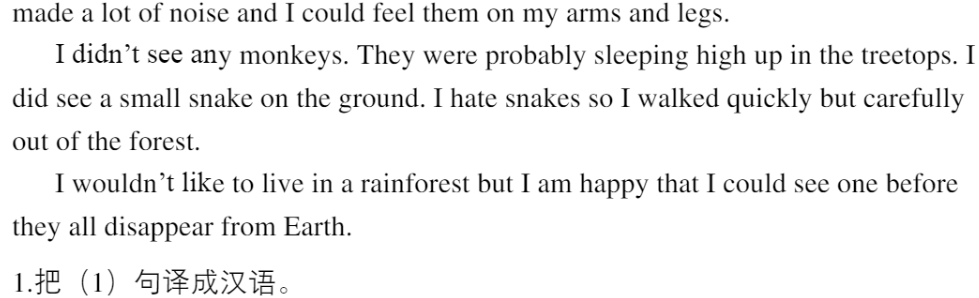 made a lot of noise and I could feel them on my arms and legs.
I didn't see any monkeys. They were probably sleeping high up in the treetops. I
did see a small snake on the ground. I hate snakes so I walked quickly but carefully
out of the forest.
I wouldn't like to live in a rainforest but I am happy that I could see one before
they all disappear from Earth.
1.把（1）句译成汉语。